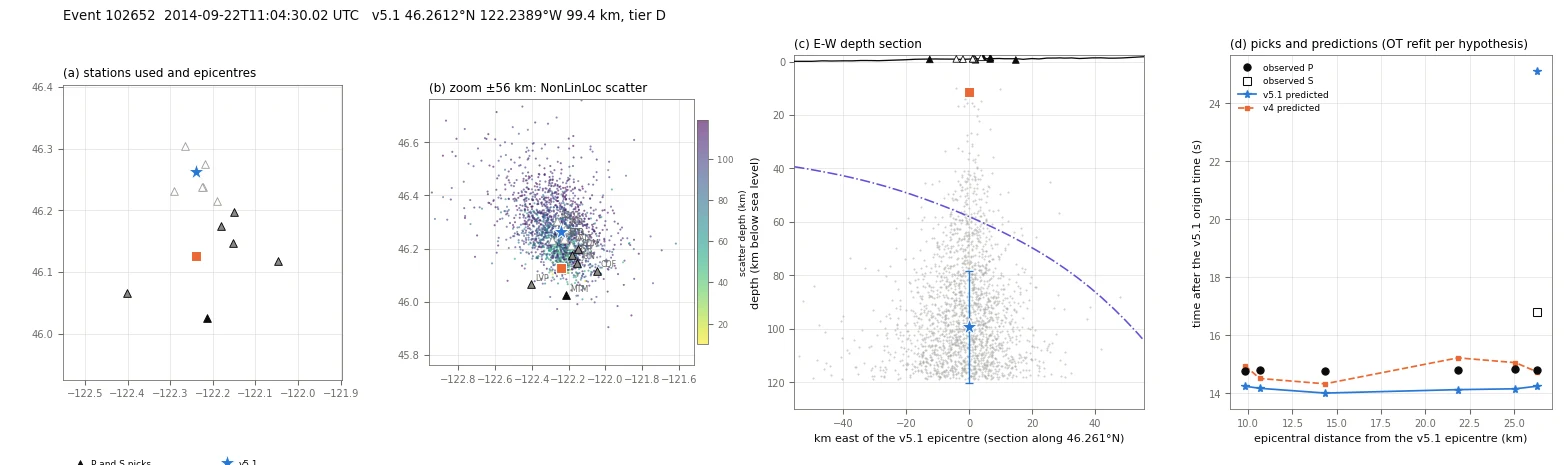 Event 102652  2014-09-22T11:04:30.02 UTC   v5.1 46.2612°N 122.2389°W 99.4 km, tier D
(a) stations used and epicentres
46.4
46.3
46.2
46.1
46.0
−122.5 −122.4 −122.3 −122.2 −122.1 −122.0 −121.9
P and S picks
v5.1
(b) zoom ±56 km: NonLinLoc scatter
46.6
46.4
46.2
46.0
45.8
−122.8 −122.6 −122.4 −122.2 −122.0 −121.8 −121.6
LVP
MTM
CDF
100
80
60
40
20
scatter depth (km)
(c) E-W depth section
0
20
40
60
80
100
120
depth (km below sea level)
−40 −20 0 20 40
km east of the v5.1 epicentre (section along 46.261°N)
(d) picks and predictions (OT refit per hypothesis)
observed P
observed S
v5.1 predicted
v4 predicted
24
22
20
18
16
14
time after the v5.1 origin time (s)
10.0 12.5 15.0 17.5 20.0 22.5 25.0
epicentral distance from the v5.1 epicentre (km)